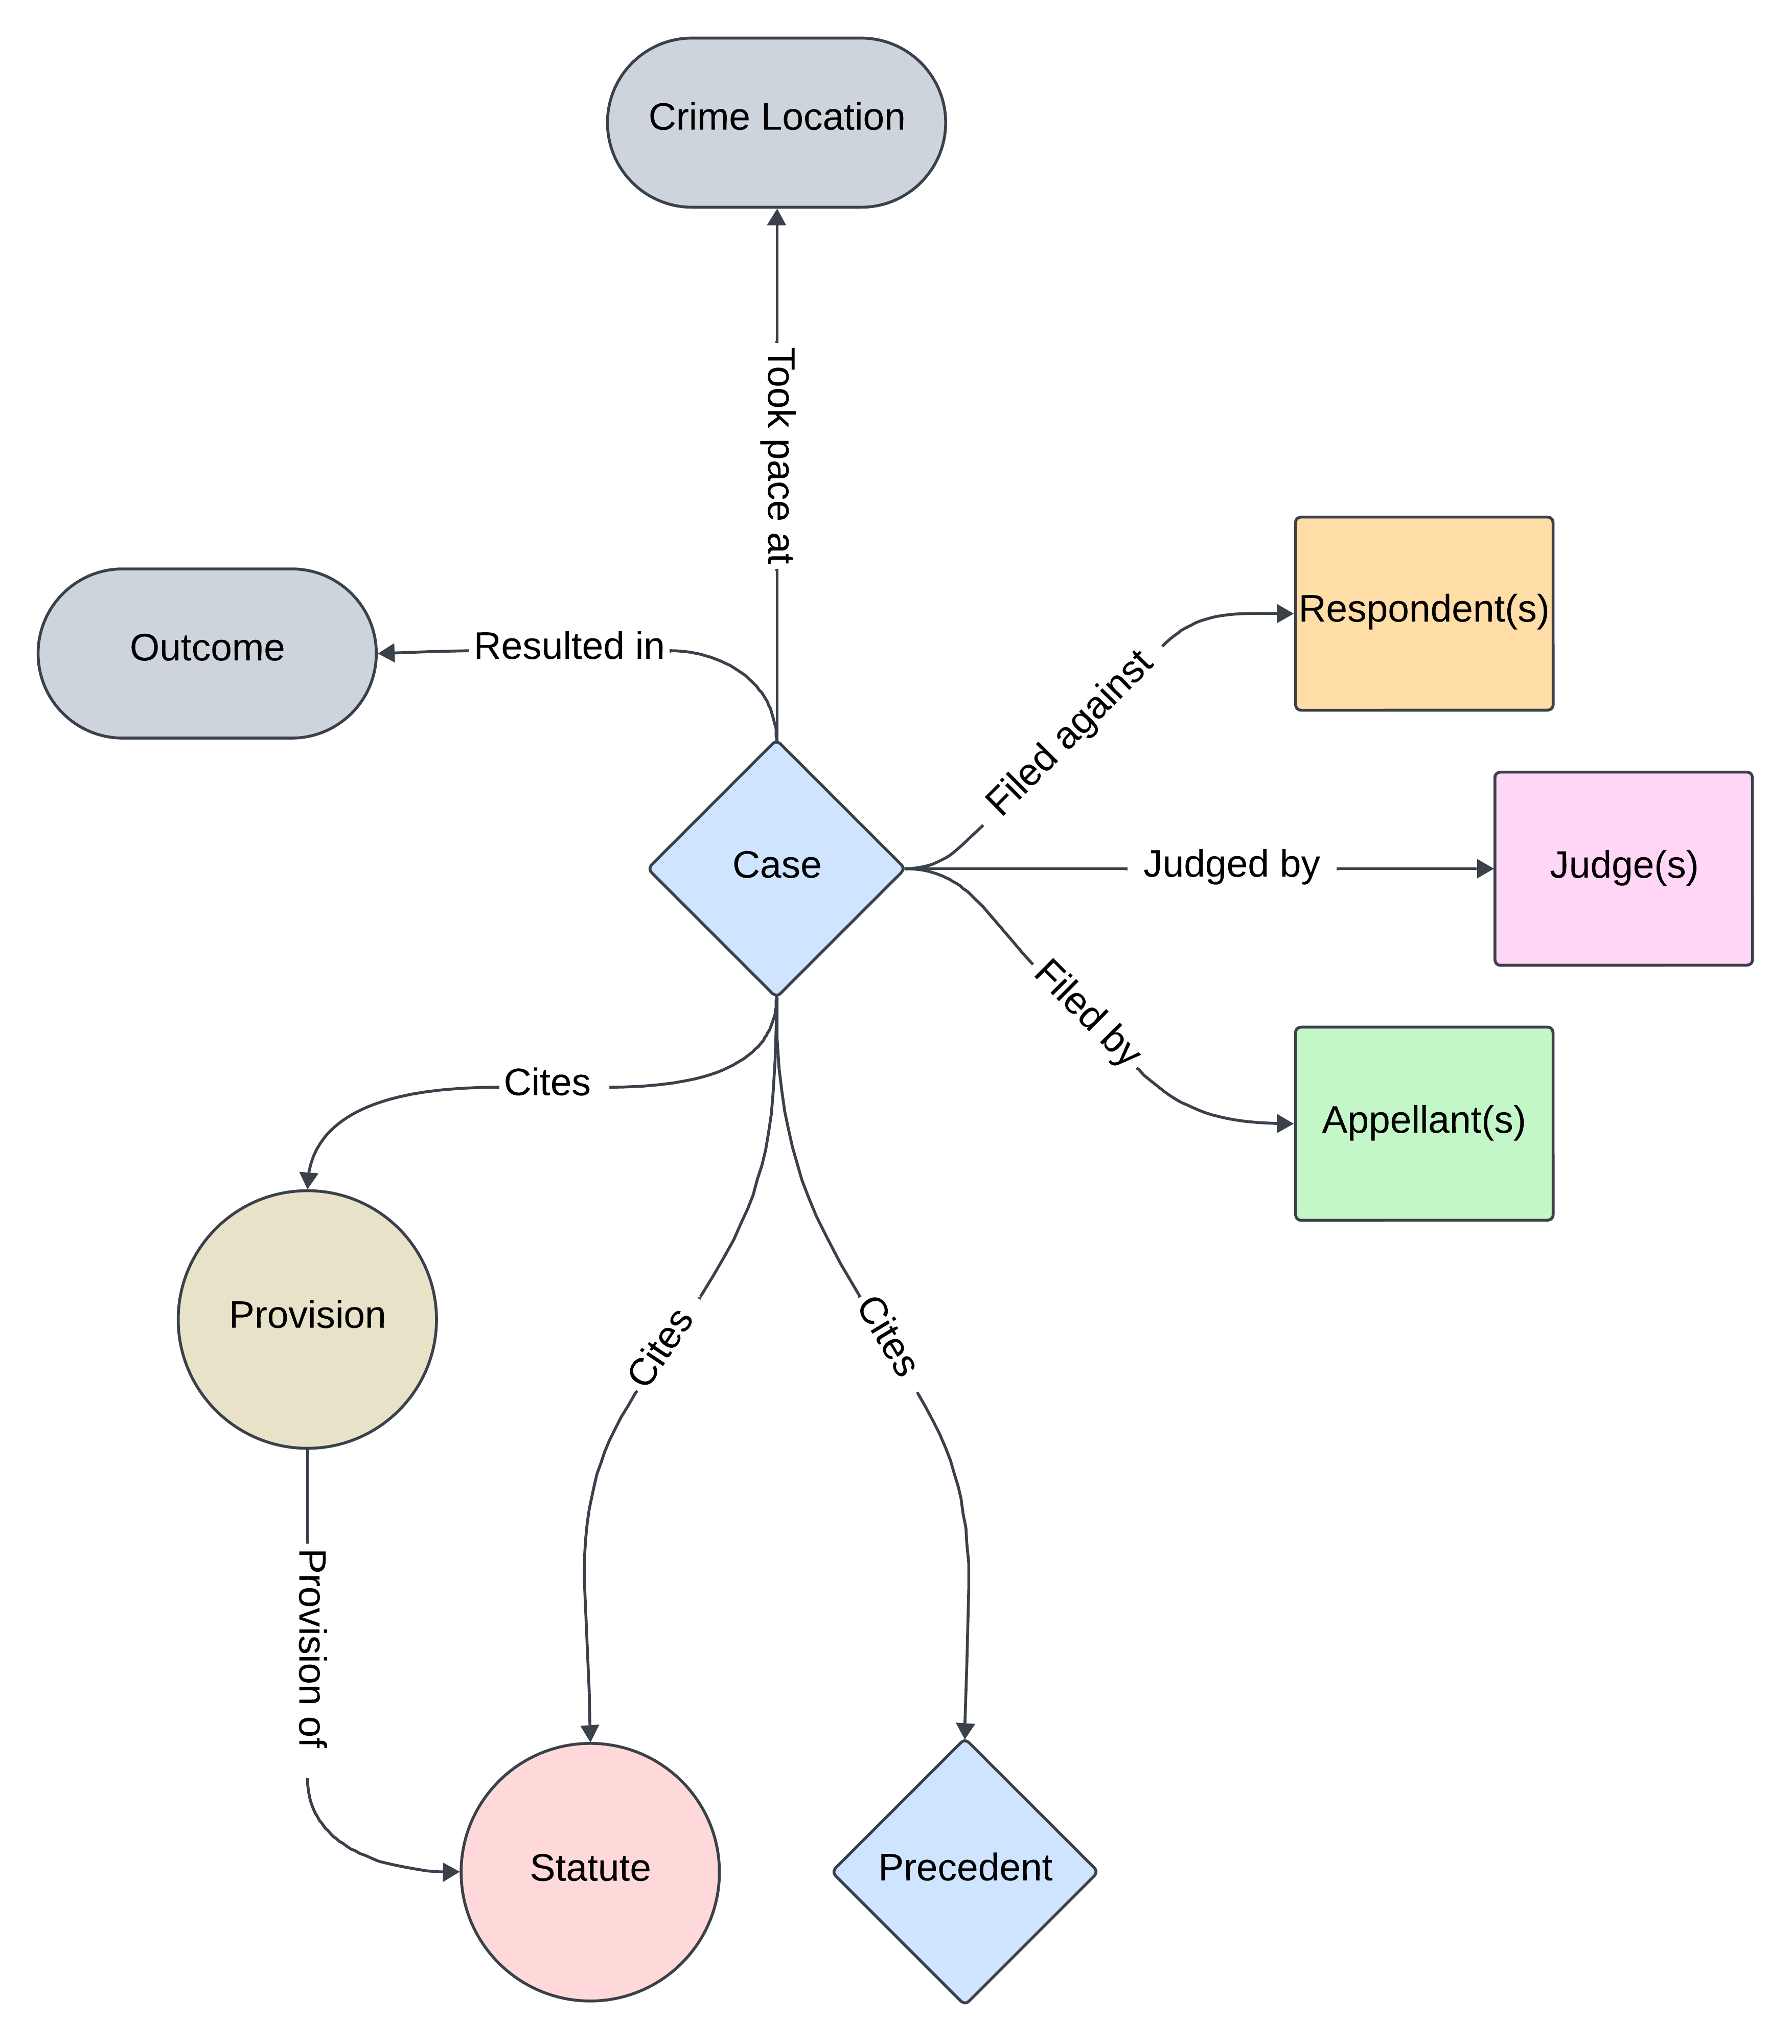 Crime Location
Took pace at
Respondent(s)
Outcome
Resulted in
Filed against
Case
Judged by
Judge(s)
Filed by
Cites
Appellant(s)
Provision
Cites
Cites
Provision of
Statute
Precedent